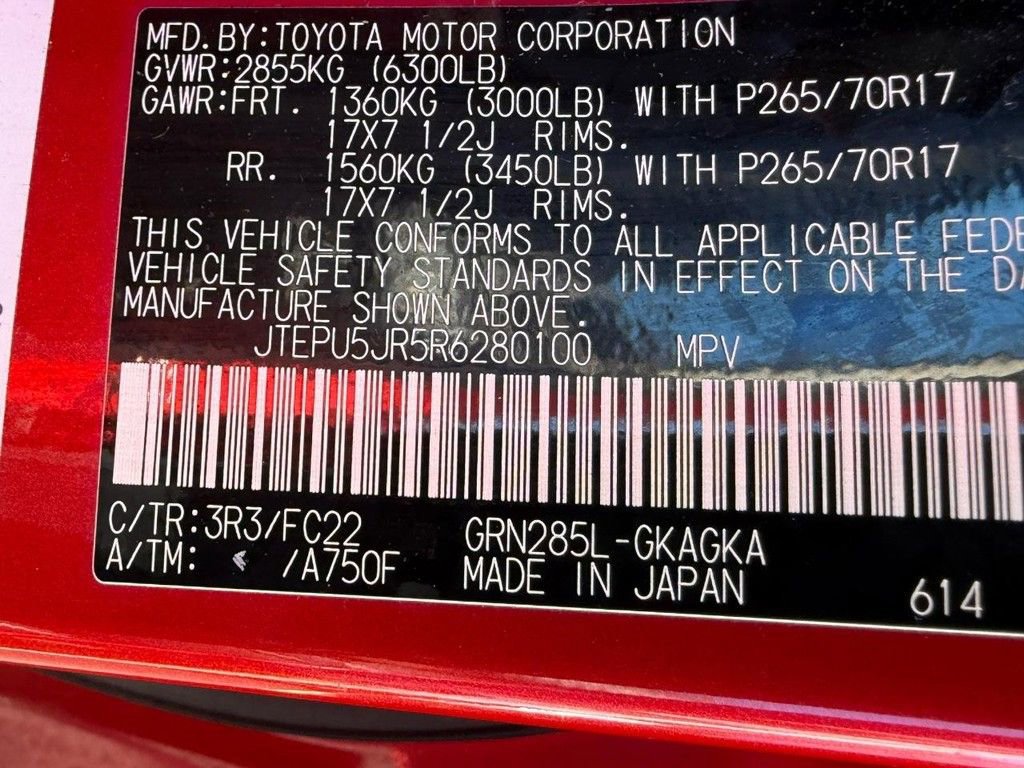 MFD.BY:TOYOTA MOTOR CORPORATION
GVWR:2855KG (6300LB)
GAWR:FRT. 1360KG (3000LB) WITH P265/70R17
17X7 1/2J RIMS.
RR. 1560KG (3450LB) WITH P265/70R17
17X7 1/2J RIMS.
THIS VEHICLE CONFORMS TO ALL APPLICABLE FEDE
VEHICLE SAFETY STANDARDS IN EFFECT ON THE DA
MANUFACTURE SHOWN ABOVE.
JTEPU5JR5R6280100 MPV
C/TR:3R3/FC22 GRN285L-GKAGKA
A/TM: /A750F MADE IN JAPAN 614